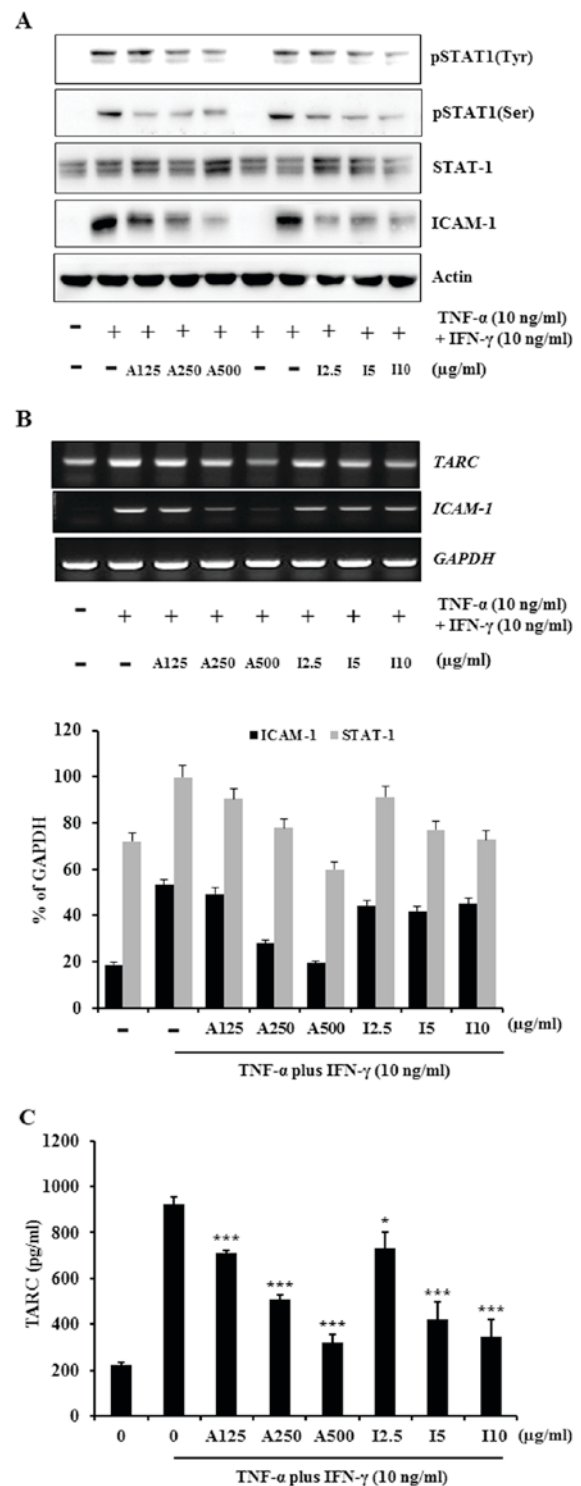 A
pSTAT1(Tyr)
pSTAT1(Ser)
STAT-1
ICAM-1
Actin
− + + + + + + + + + TNF-α (10 ng/ml)
+ IFN-γ (10 ng/ml)
− − A125 A250 A500 − − I2.5 I5 I10 (µg/ml)
B
TARC
ICAM-1
GAPDH
− + + + + + + + TNF-α (10 ng/ml)
+ IFN-γ (10 ng/ml)
− − A125 A250 A500 I2.5 I5 I10 (µg/ml)
■ICAM-1 ■STAT-1
% of GAPDH
120
100
80
60
40
20
0
− − A125 A250 A500 I2.5 I5 I10 (µg/ml)
TNF-α plus IFN-γ (10 ng/ml)
C
TARC (pg/ml)
1200
1000
800
600
400
200
0
*** *** *** * *** ***
0 0 A125 A250 A500 I2.5 I5 I10 (µg/ml)
TNF-α plus IFN-γ (10 ng/ml)